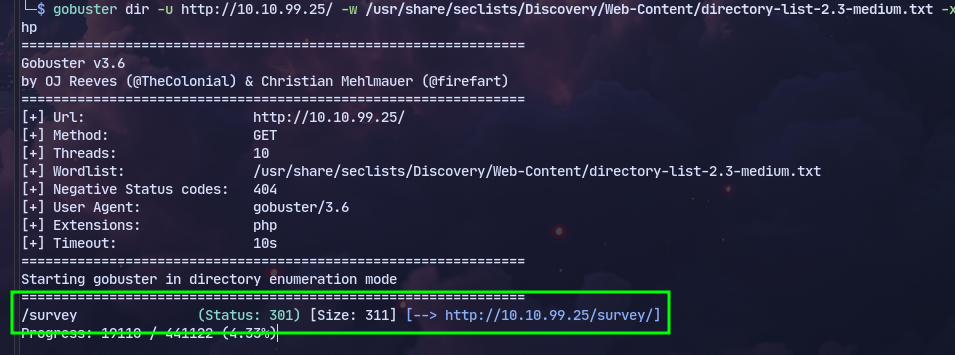 └─$ gobuster dir -u http://10.10.99.25/ -w /usr/share/seclists/Discovery/Web-Content/directory-list-2.3-medium.txt -x
hp
===============================================================
Gobuster v3.6
by OJ Reeves (@TheColonial) & Christian Mehlmauer (@firefart)
===============================================================
[+] Url:                     http://10.10.99.25/
[+] Method:                  GET
[+] Threads:                 10
[+] Wordlist:                /usr/share/seclists/Discovery/Web-Content/directory-list-2.3-medium.txt
[+] Negative Status codes:   404
[+] User Agent:              gobuster/3.6
[+] Extensions:              php
[+] Timeout:                 10s
===============================================================
Starting gobuster in directory enumeration mode
===============================================================
/survey               (Status: 301) [Size: 311] [--> http://10.10.99.25/survey/]
Progress: 19110 / 441122 (4.33%)